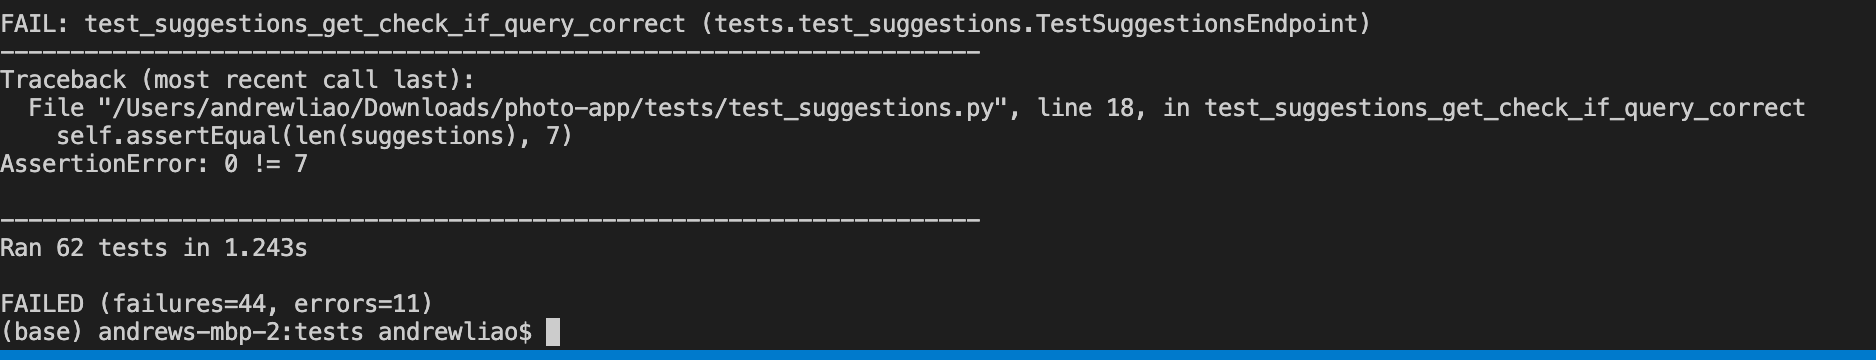 FAIL: test_suggestions_get_check_if_query_correct (tests.test_suggestions.TestSuggestionsEndpoint)
----------------------------------------------------------------------
Traceback (most recent call last):
  File "/Users/andrewliao/Downloads/photo-app/tests/test_suggestions.py", line 18, in test_suggestions_get_check_if_query_correct
    self.assertEqual(len(suggestions), 7)
AssertionError: 0 != 7

----------------------------------------------------------------------
Ran 62 tests in 1.243s

FAILED (failures=44, errors=11)
(base) andrews-mbp-2:tests andrewliao$